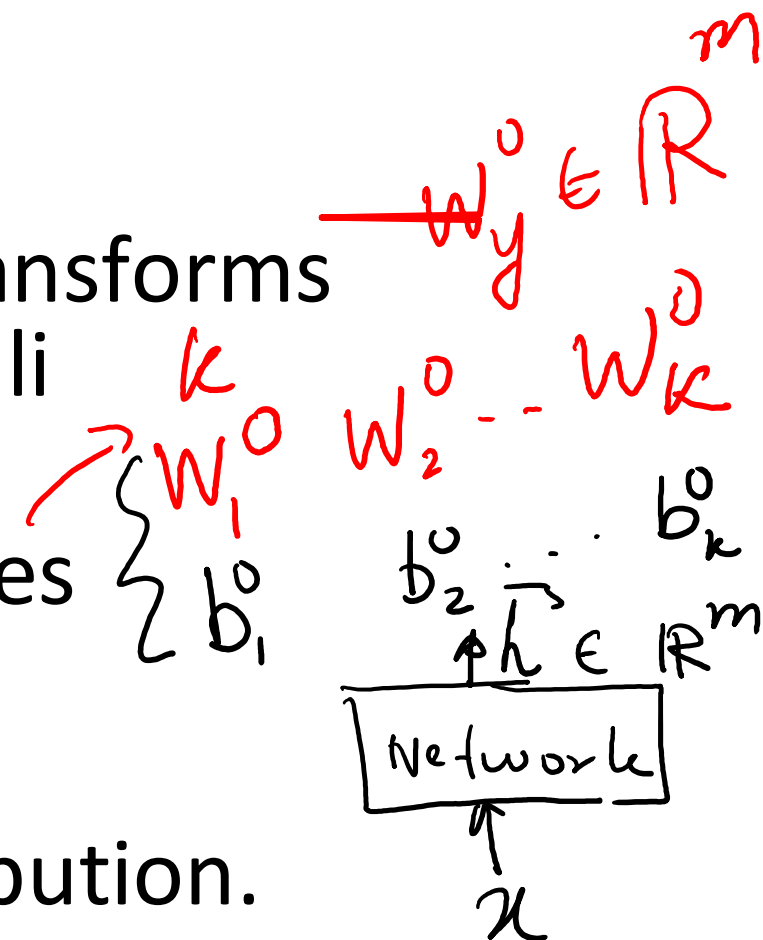 W_y^0 ∈ ℝ^m
ansforms
li
k
W_1^0 W_2^0 -- W_K^0
es
b_1^0 b_2^0 ... b_k^0
h⃗ ∈ ℝ^m
Network
bution.
x